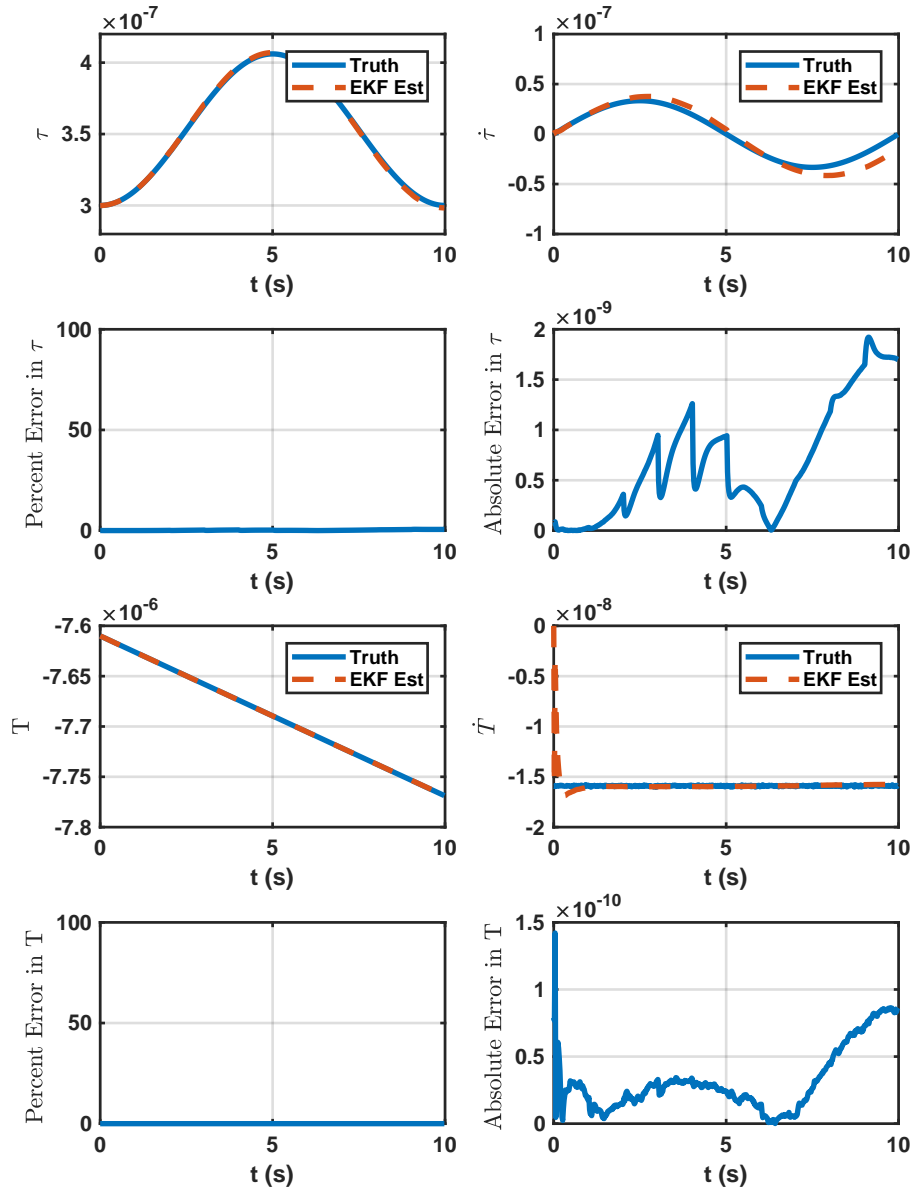 ×10⁻⁷
4
3.5
3
τ
Truth
EKF Est
0 5 10
t (s)
×10⁻⁷
1
0.5
0
-0.5
-1
τ̇
Truth
EKF Est
0 5 10
t (s)
100
50
0
Percent Error in τ
0 5 10
t (s)
×10⁻⁹
2
1.5
1
0.5
0
Absolute Error in τ
0 5 10
t (s)
×10⁻⁶
-7.6
-7.65
-7.7
-7.75
-7.8
T
Truth
EKF Est
0 5 10
t (s)
×10⁻⁸
0
-0.5
-1
-1.5
-2
Ṫ
Truth
EKF Est
0 5 10
t (s)
100
50
0
Percent Error in T
0 5 10
t (s)
×10⁻¹⁰
1.5
1
0.5
0
Absolute Error in T
0 5 10
t (s)